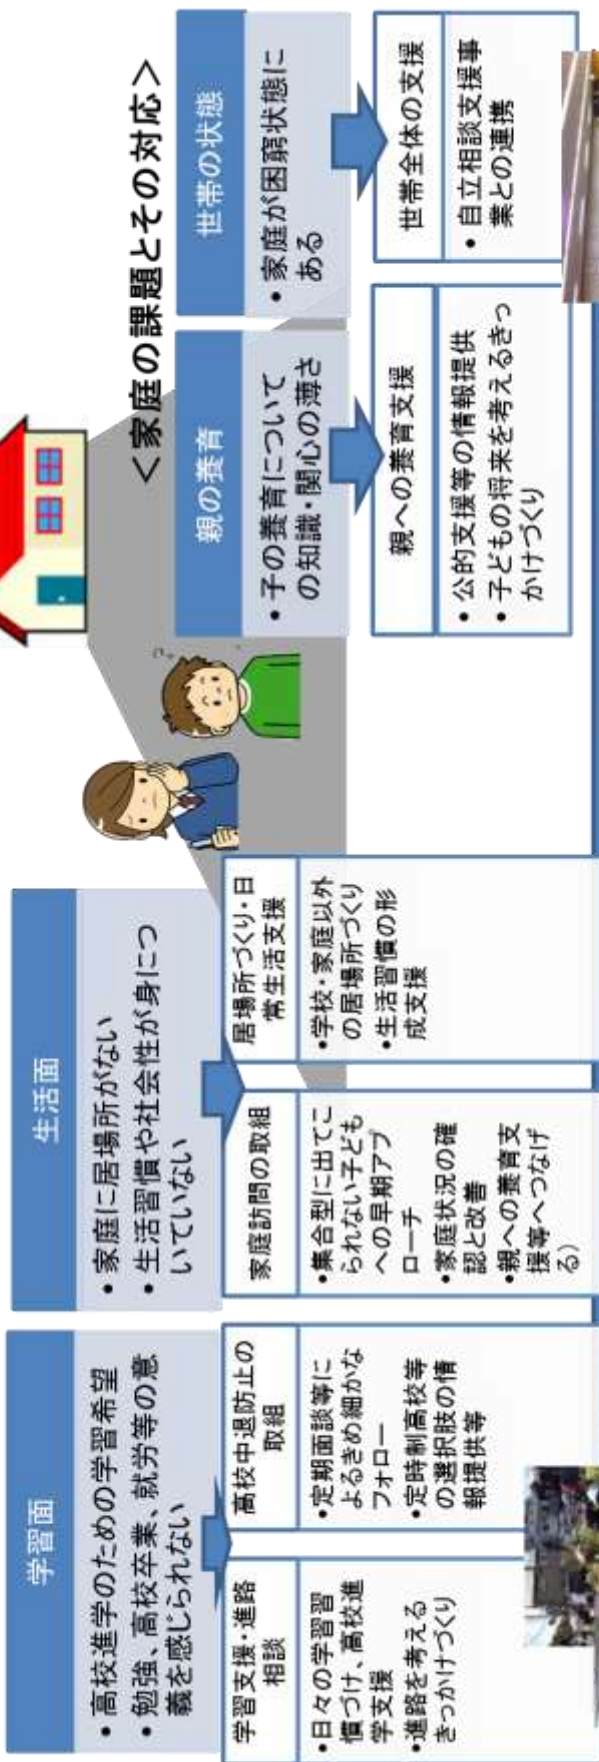 ＜家庭の課題とその対応＞
学習面
• 高校進学のための学習希望
• 勉強、高校卒業、就労等の意
義を感じられない
学習支援・進路
相談
•日々の学習習
慣づけ、高校進
学支援
•進路を考える
きっかけづくり
高校中退防止の
取組
•定期面談等に
よるきめ細かな
フォロー
•定時制高校等
の選択肢の情
報提供等
生活面
• 家庭に居場所がない
• 生活習慣や社会性が身につ
いていない
家庭訪問の取組
•集合型に出てこ
られない子ども
への早期アプ
ローチ
•家庭状況の確
認と改善
•親への養育支
援等へつなげ
る）
居場所づくり・日
常生活支援
•学校・家庭以外
の居場所づくり
•生活習慣の形
成支援
親の養育
• 子の養育について
の知識・関心の薄さ
親への養育支援
• 公的支援等の情報提供
• 子どもの将来を考えるきっ
かけづくり
世帯の状態
• 家庭が困窮状態に
ある
世帯全体の支援
• 自立相談支援事
業との連携